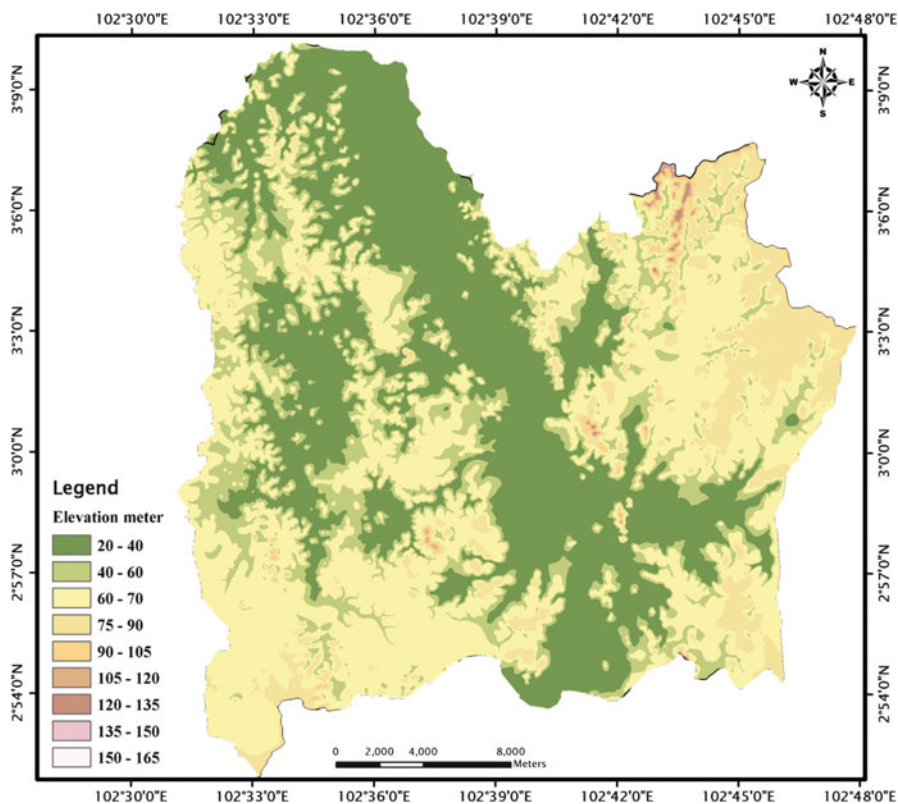 102°30'0"E 102°33'0"E 102°36'0"E 102°39'0"E 102°42'0"E 102°45'0"E 102°48'0"E
N
W E
S
3°9'0"N 3°9'0"N
3°6'0"N 3°6'0"N
3°3'0"N 3°3'0"N
3°0'0"N 3°0'0"N
2°57'0"N 2°57'0"N
2°54'0"N 2°54'0"N
Legend
Elevation meter
20 - 40
40 - 60
60 - 70
75 - 90
90 - 105
105 - 120
120 - 135
135 - 150
150 - 165
0 2,000 4,000 8,000
Meters
102°30'0"E 102°33'0"E 102°36'0"E 102°39'0"E 102°42'0"E 102°45'0"E 102°48'0"E